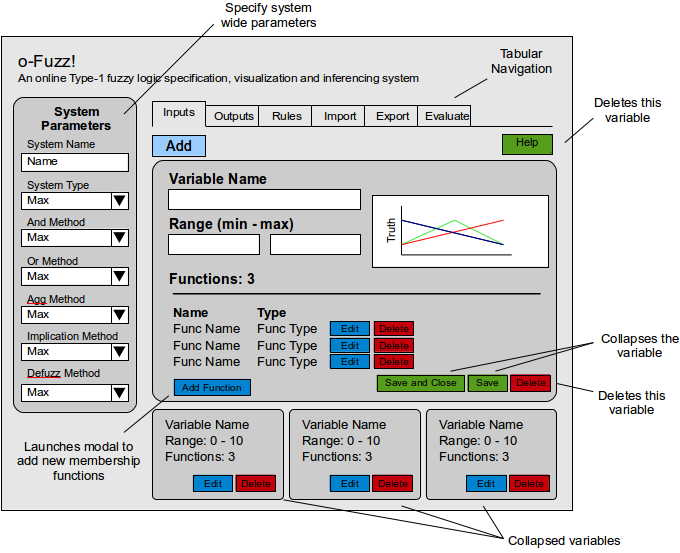 Specify system
wide parameters
o-Fuzz!
An online Type-1 fuzzy logic specification, visualization and inferencing system
Tabular
Navigation
Deletes this
variable
System
Parameters
System Name
Name
System Type
Max
And Method
Max
Or Method
Max
Agg Method
Max
Implication Method
Max
Defuzz Method
Max
Inputs
Outputs
Rules
Import
Export
Evaluate
Add
Help
Variable Name
Range (min - max)
Truth
Functions: 3
Name Type
Func Name Func Type Edit Delete
Func Name Func Type Edit Delete
Func Name Func Type Edit Delete
Add Function
Save and Close
Save
Delete
Collapses the
variable
Deletes this
variable
Launches modal to
add new membership
functions
Variable Name
Range: 0 - 10
Functions: 3
Edit Delete
Variable Name
Range: 0 - 10
Functions: 3
Edit Delete
Variable Name
Range: 0 - 10
Functions: 3
Edit Delete
Collapsed variables